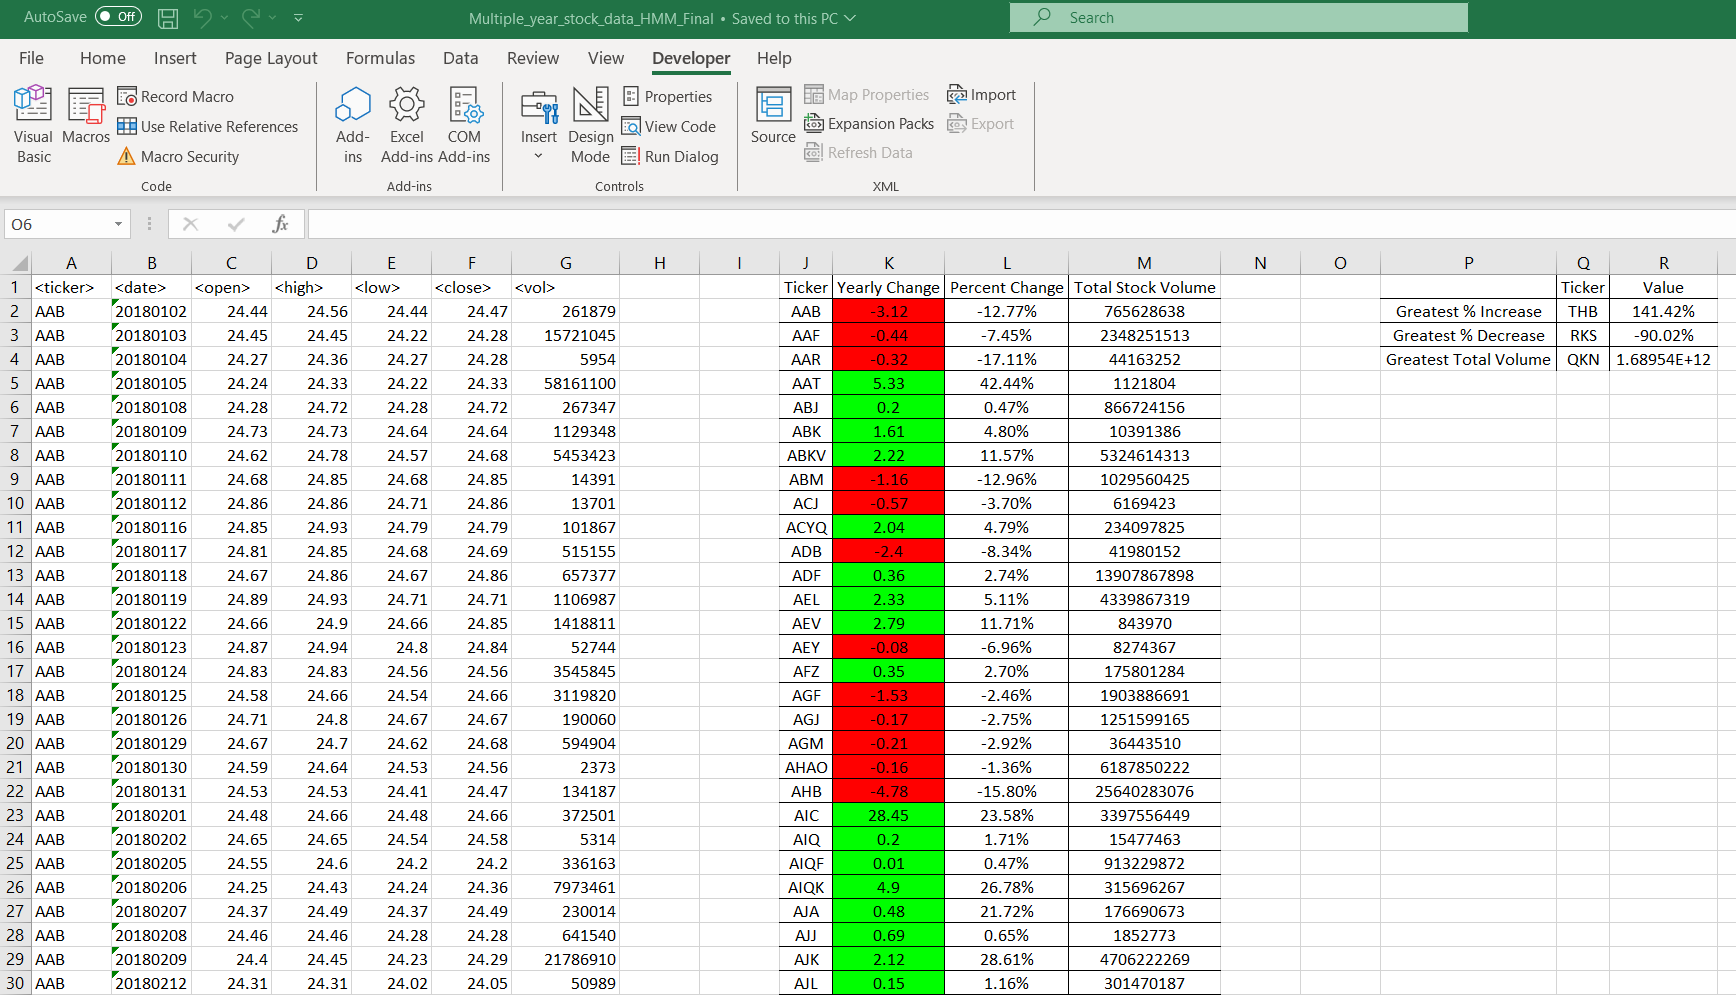 AutoSave Off Multiple_year_stock_data_HMM_Final • Saved to this PC Search
File Home Insert Page Layout Formulas Data Review View Developer Help
Visual Basic
Macros
Record Macro
Use Relative References
Macro Security
Code
Add-ins
Excel Add-ins
COM Add-ins
Add-ins
Insert
Design Mode
Properties
View Code
Run Dialog
Controls
Source
Map Properties
Expansion Packs
Refresh Data
Import
Export
XML
O6 fx
A B C D E F G H I J K L M N O P Q R
1 <ticker> <date> <open> <high> <low> <close> <vol> Ticker Yearly Change Percent Change Total Stock Volume Ticker Value
2 AAB 20180102 24.44 24.56 24.44 24.47 261879 AAB -3.12 -12.77% 765628638 Greatest % Increase THB 141.42%
3 AAB 20180103 24.45 24.45 24.22 24.28 15721045 AAF -0.44 -7.45% 2348251513 Greatest % Decrease RKS -90.02%
4 AAB 20180104 24.27 24.36 24.27 24.28 5954 AAR -0.32 -17.11% 44163252 Greatest Total Volume QKN 1.68954E+12
5 AAB 20180105 24.24 24.33 24.22 24.33 58161100 AAT 5.33 42.44% 1121804
6 AAB 20180108 24.28 24.72 24.28 24.72 267347 ABJ 0.2 0.47% 866724156
7 AAB 20180109 24.73 24.73 24.64 24.64 1129348 ABK 1.61 4.80% 10391386
8 AAB 20180110 24.62 24.78 24.57 24.68 5453423 ABKV 2.22 11.57% 5324614313
9 AAB 20180111 24.68 24.85 24.68 24.85 14391 ABM -1.16 -12.96% 1029560425
10 AAB 20180112 24.86 24.86 24.71 24.86 13701 ACJ -0.57 -3.70% 6169423
11 AAB 20180116 24.85 24.93 24.79 24.79 101867 ACYQ 2.04 4.79% 234097825
12 AAB 20180117 24.81 24.85 24.68 24.69 515155 ADB -2.4 -8.34% 41980152
13 AAB 20180118 24.67 24.86 24.67 24.86 657377 ADF 0.36 2.74% 13907867898
14 AAB 20180119 24.89 24.93 24.71 24.71 1106987 AEL 2.33 5.11% 4339867319
15 AAB 20180122 24.66 24.9 24.66 24.85 1418811 AEV 2.79 11.71% 843970
16 AAB 20180123 24.87 24.94 24.8 24.84 52744 AEY -0.08 -6.96% 8274367
17 AAB 20180124 24.83 24.83 24.56 24.56 3545845 AFZ 0.35 2.70% 175801284
18 AAB 20180125 24.58 24.66 24.54 24.66 3119820 AGF -1.53 -2.46% 1903886691
19 AAB 20180126 24.71 24.8 24.67 24.67 190060 AGJ -0.17 -2.75% 1251599165
20 AAB 20180129 24.67 24.7 24.62 24.68 594904 AGM -0.21 -2.92% 36443510
21 AAB 20180130 24.59 24.64 24.53 24.56 2373 AHAO -0.16 -1.36% 6187850222
22 AAB 20180131 24.53 24.53 24.41 24.47 134187 AHB -4.78 -15.80% 25640283076
23 AAB 20180201 24.48 24.66 24.48 24.66 372501 AIC 28.45 23.58% 3397556449
24 AAB 20180202 24.65 24.65 24.54 24.58 5314 AIQ 0.2 1.71% 15477463
25 AAB 20180205 24.55 24.6 24.2 24.2 336163 AIQF 0.01 0.47% 913229872
26 AAB 20180206 24.25 24.43 24.24 24.36 7973461 AIQK 4.9 26.78% 315696267
27 AAB 20180207 24.37 24.49 24.37 24.49 230014 AJA 0.48 21.72% 176690673
28 AAB 20180208 24.46 24.46 24.28 24.28 641540 AJJ 0.69 0.65% 1852773
29 AAB 20180209 24.4 24.45 24.23 24.29 21786910 AJK 2.12 28.61% 4706222269
30 AAB 20180212 24.31 24.31 24.02 24.05 50989 AJL 0.15 1.16% 301470187